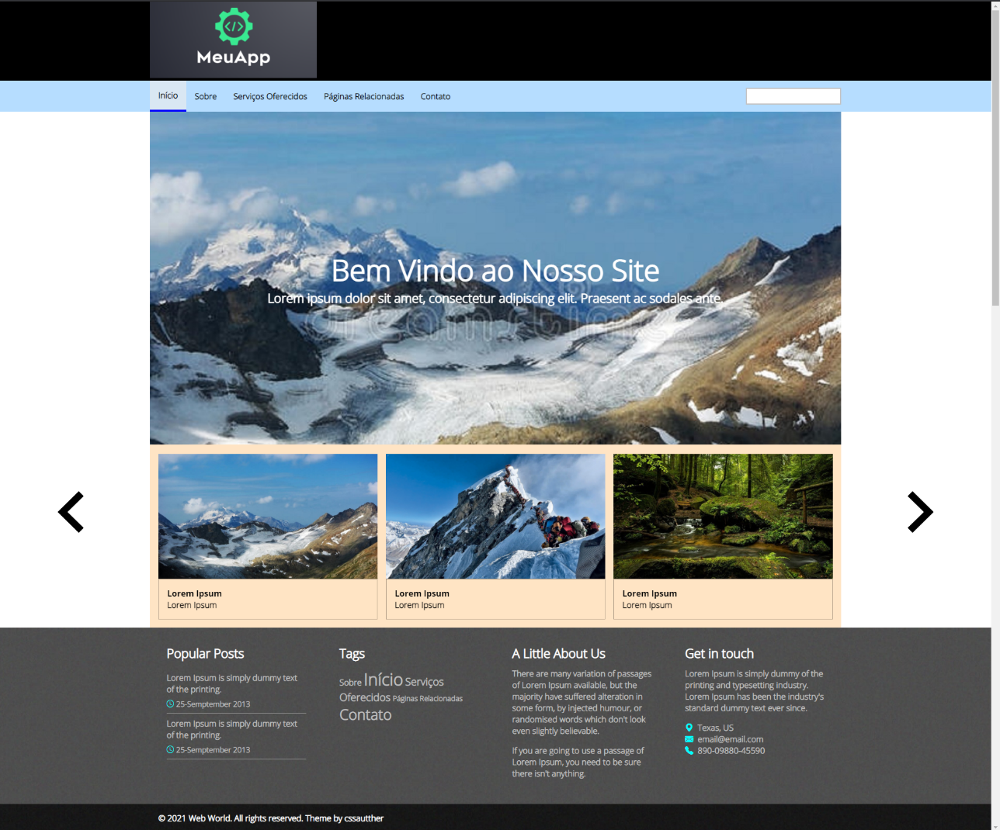 </>
MeuApp
Início
Sobre
Serviços Oferecidos
Páginas Relacionadas
Contato
Bem Vindo ao Nosso Site
Lorem ipsum dolor sit amet, consectetur adipiscing elit. Praesent ac sodales ante.
dreamstime
Lorem Ipsum
Lorem Ipsum
Lorem Ipsum
Lorem Ipsum
Lorem Ipsum
Lorem Ipsum
Popular Posts
Lorem Ipsum is simply dummy text
of the printing.
25-Semptember 2013
Lorem Ipsum is simply dummy text
of the printing.
25-Semptember 2013
Tags
Sobre Início Serviços
Oferecidos Páginas Relacionadas
Contato
A Little About Us
There are many variation of passages
of Lorem Ipsum available, but the
majority have suffered alteration in
some form, by injected humour, or
randomised words which don't look
even slightly believable.
If you are going to use a passage of
Lorem Ipsum, you need to be sure
there isn't anything.
Get in touch
Lorem Ipsum is simply dummy of the
printing and typesetting industry.
Lorem Ipsum has been the industry's
standard dummy text ever since.
Texas, US
email@email.com
890-09880-45590
© 2021 Web World. All rights reserved. Theme by cssautther